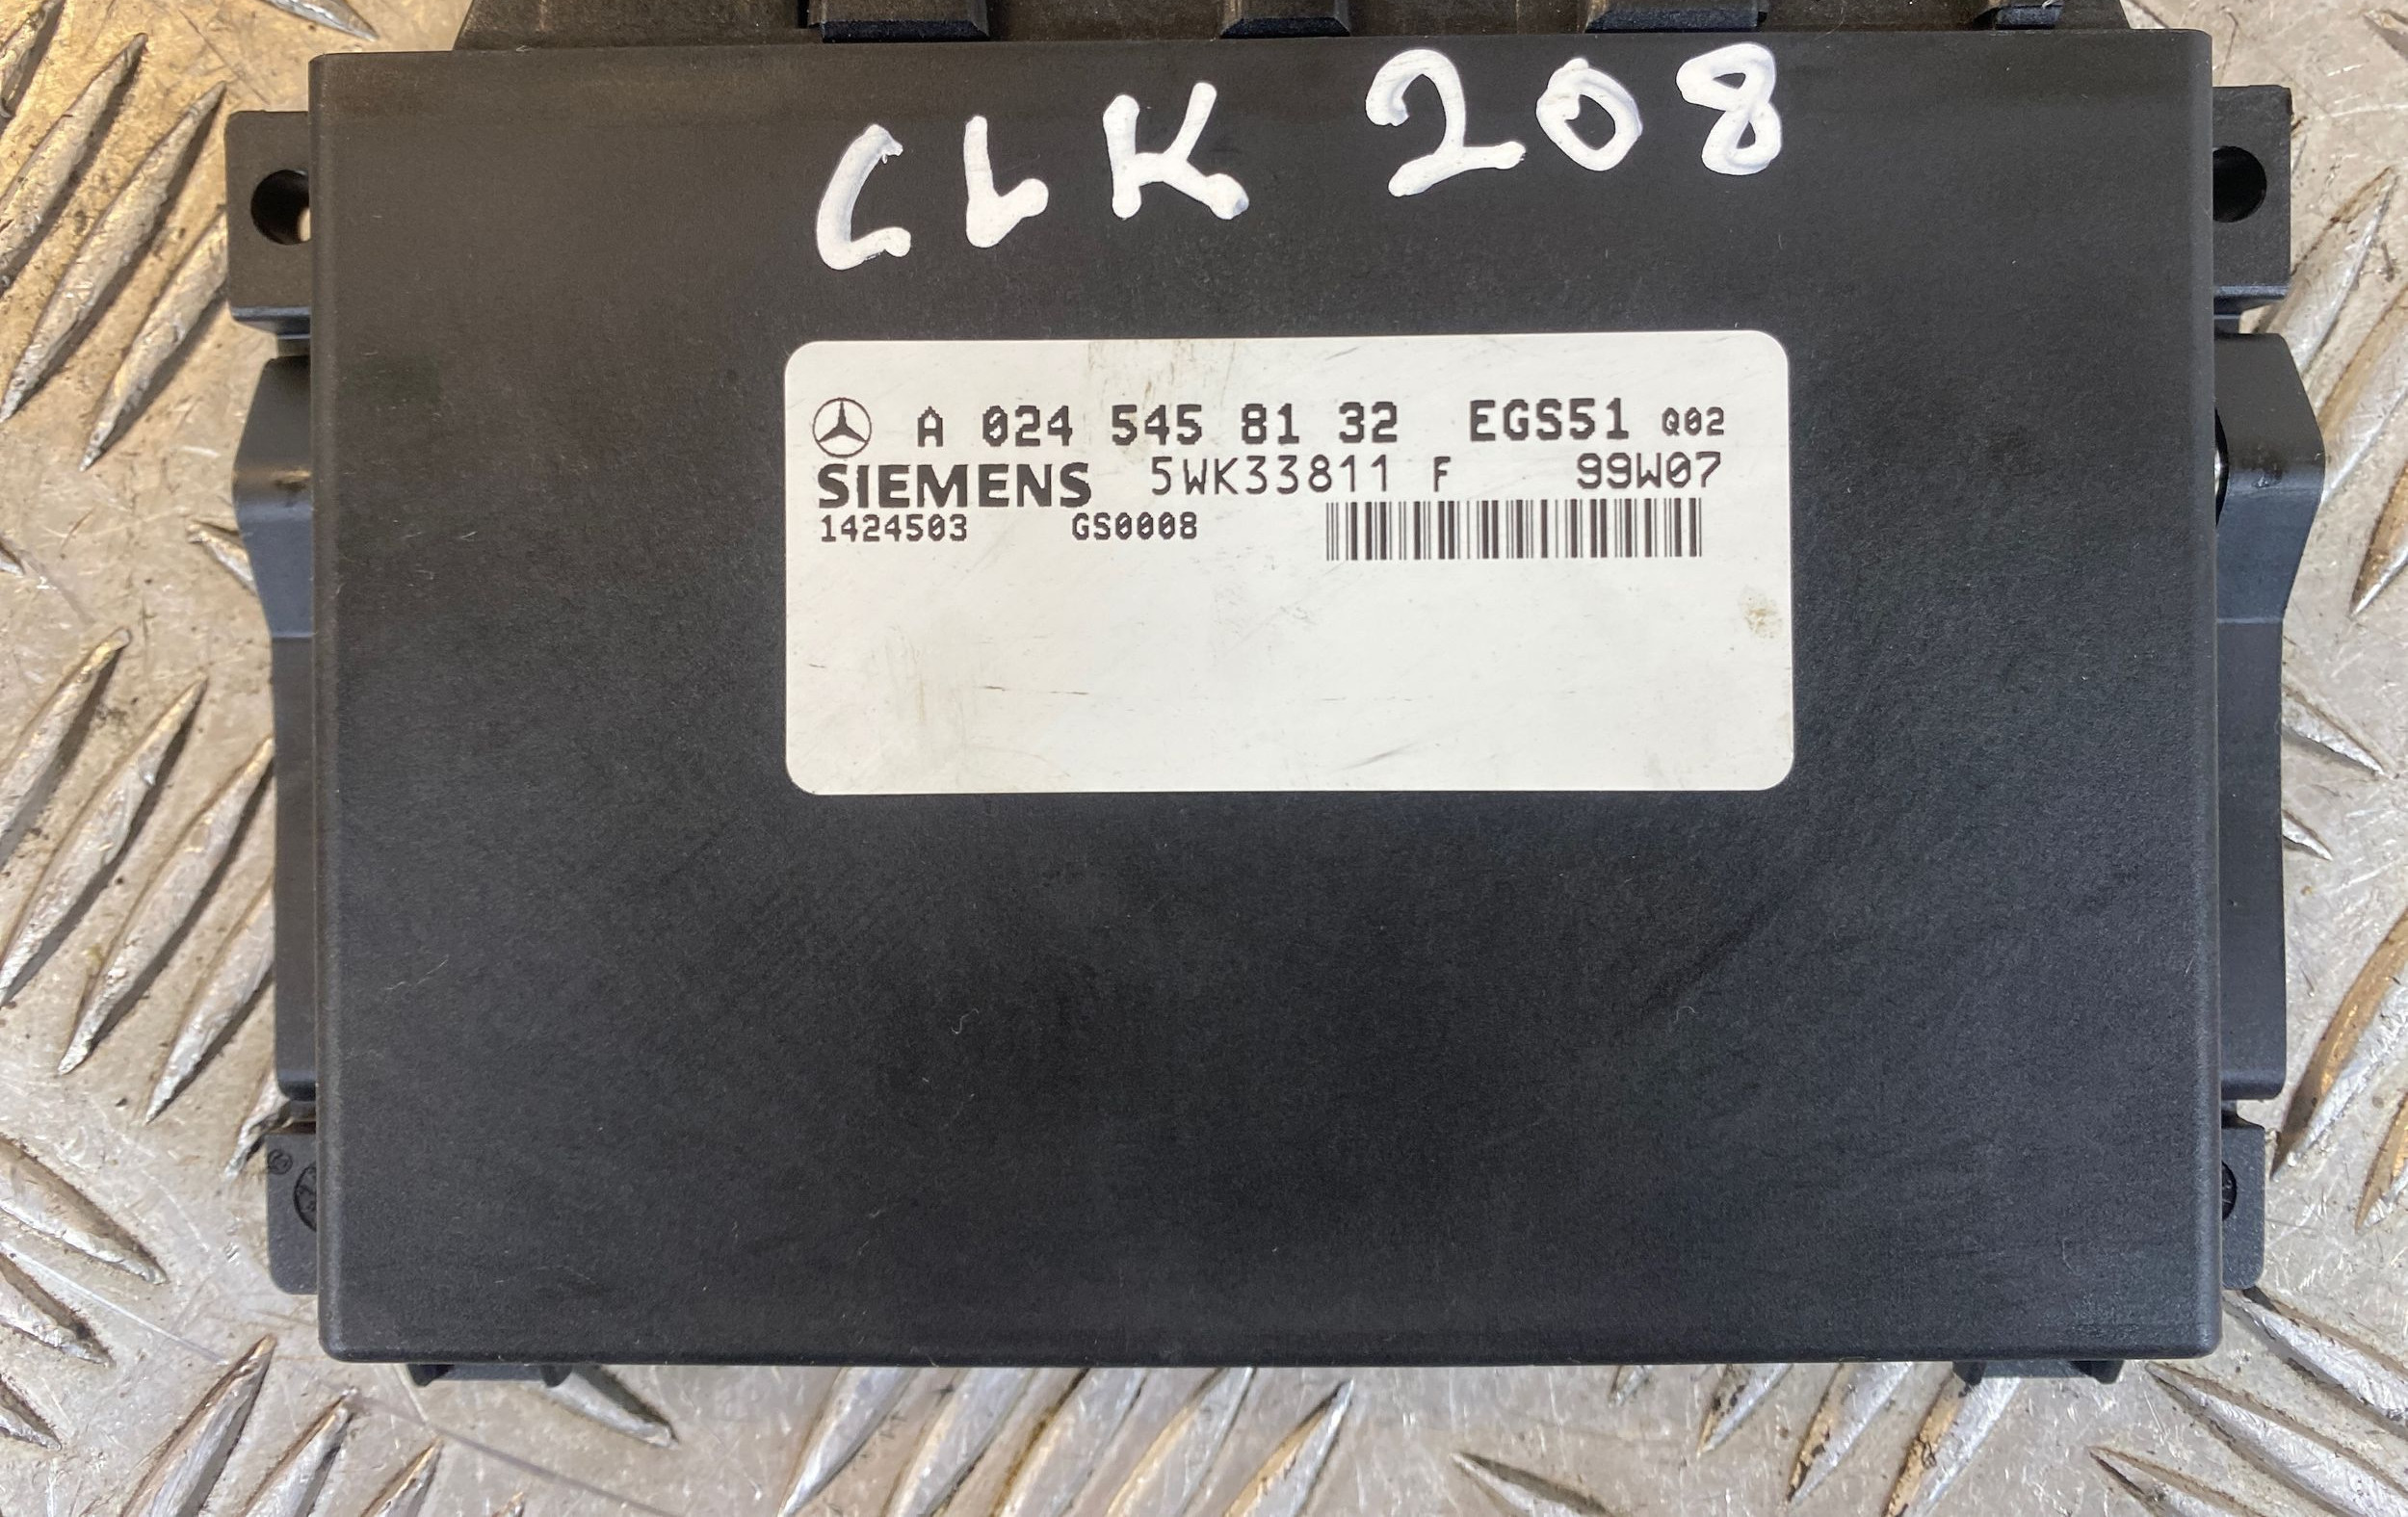 CLK 208
A 024 545 81 32 EGS51 Q02
SIEMENS 5WK33811 F 99W07
1424503 GS0008